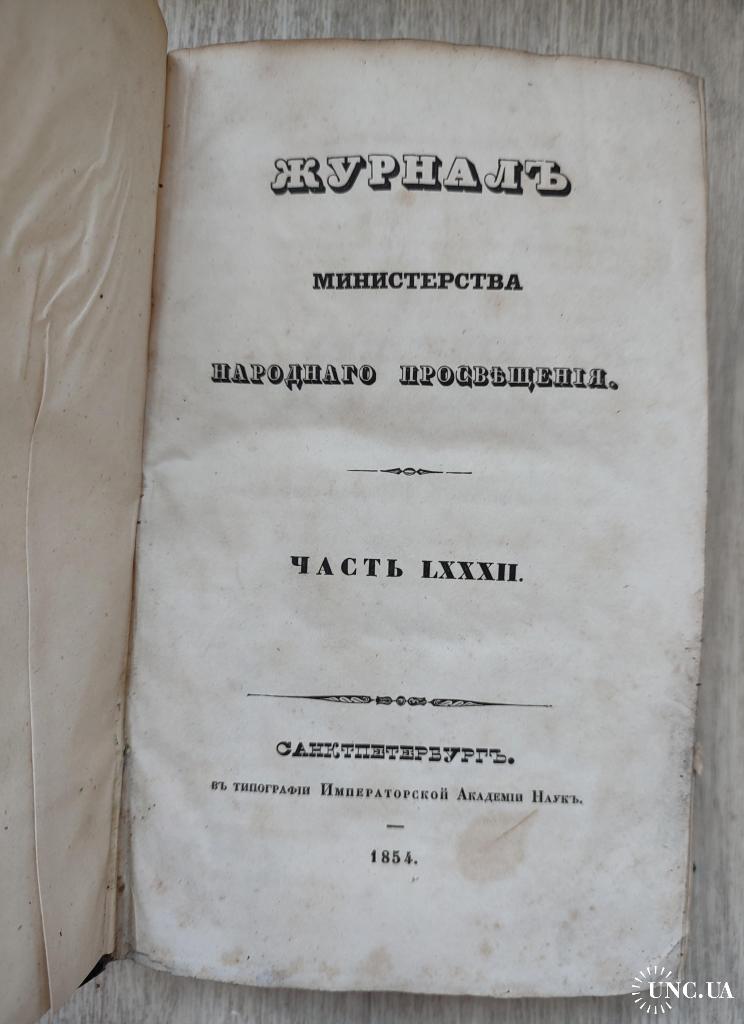 ЖУРНАЛЪ
МИНИСТЕРСТВА
НАРОДНАГО ПРОСВѢЩЕНІЯ.
ЧАСТЬ LXXXII.
САНКТПЕТЕРБУРГЪ.
ВЪ ТИПОГРАФІИ ИМПЕРАТОРСКОЙ АКАДЕМІИ НАУКЪ.
1854.
UNC.UA